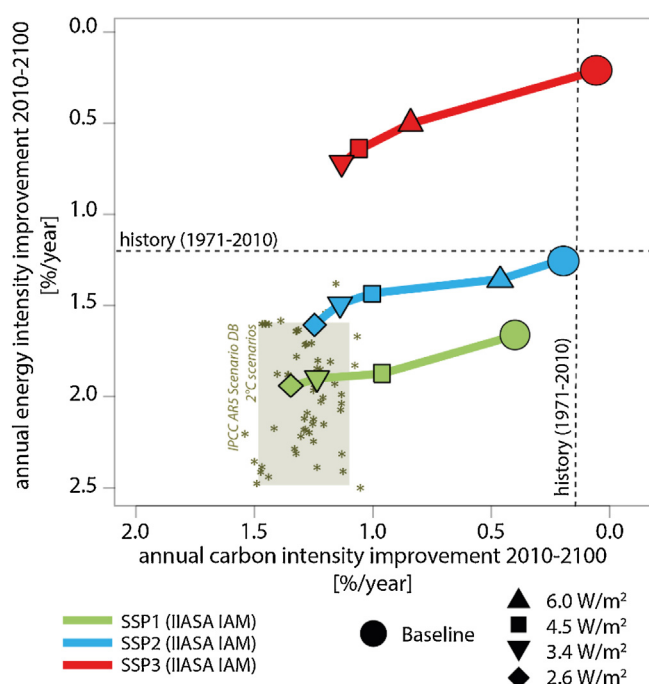 annual energy intensity improvement 2010-2100
[%/year]
0.0
0.5
1.0
1.5
2.0
2.5
history (1971-2010)
IPCC AR5 Scenario DB
2°C scenarios
history (1971-2010)
2.0
1.5
1.0
0.5
0.0
annual carbon intensity improvement 2010-2100
[%/year]
SSP1 (IIASA IAM)
SSP2 (IIASA IAM)
SSP3 (IIASA IAM)
Baseline
6.0 W/m²
4.5 W/m²
3.4 W/m²
2.6 W/m²